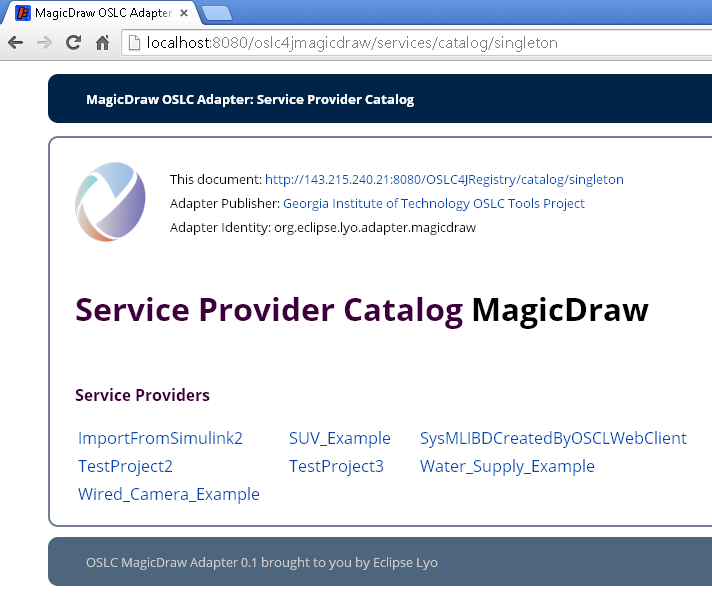 MagicDraw OSLC Adapter
localhost:8080/oslc4jmagicdraw/services/catalog/singleton
MagicDraw OSLC Adapter: Service Provider Catalog
This document: http://143.215.240.21:8080/OSLC4JRegistry/catalog/singleton
Adapter Publisher: Georgia Institute of Technology OSLC Tools Project
Adapter Identity: org.eclipse.lyo.adapter.magicdraw
Service Provider Catalog MagicDraw
Service Providers
ImportFromSimulink2 SUV_Example SysMLIBDCreatedByOSCLWebClient
TestProject2 TestProject3 Water_Supply_Example
Wired_Camera_Example
OSLC MagicDraw Adapter 0.1 brought to you by Eclipse Lyo